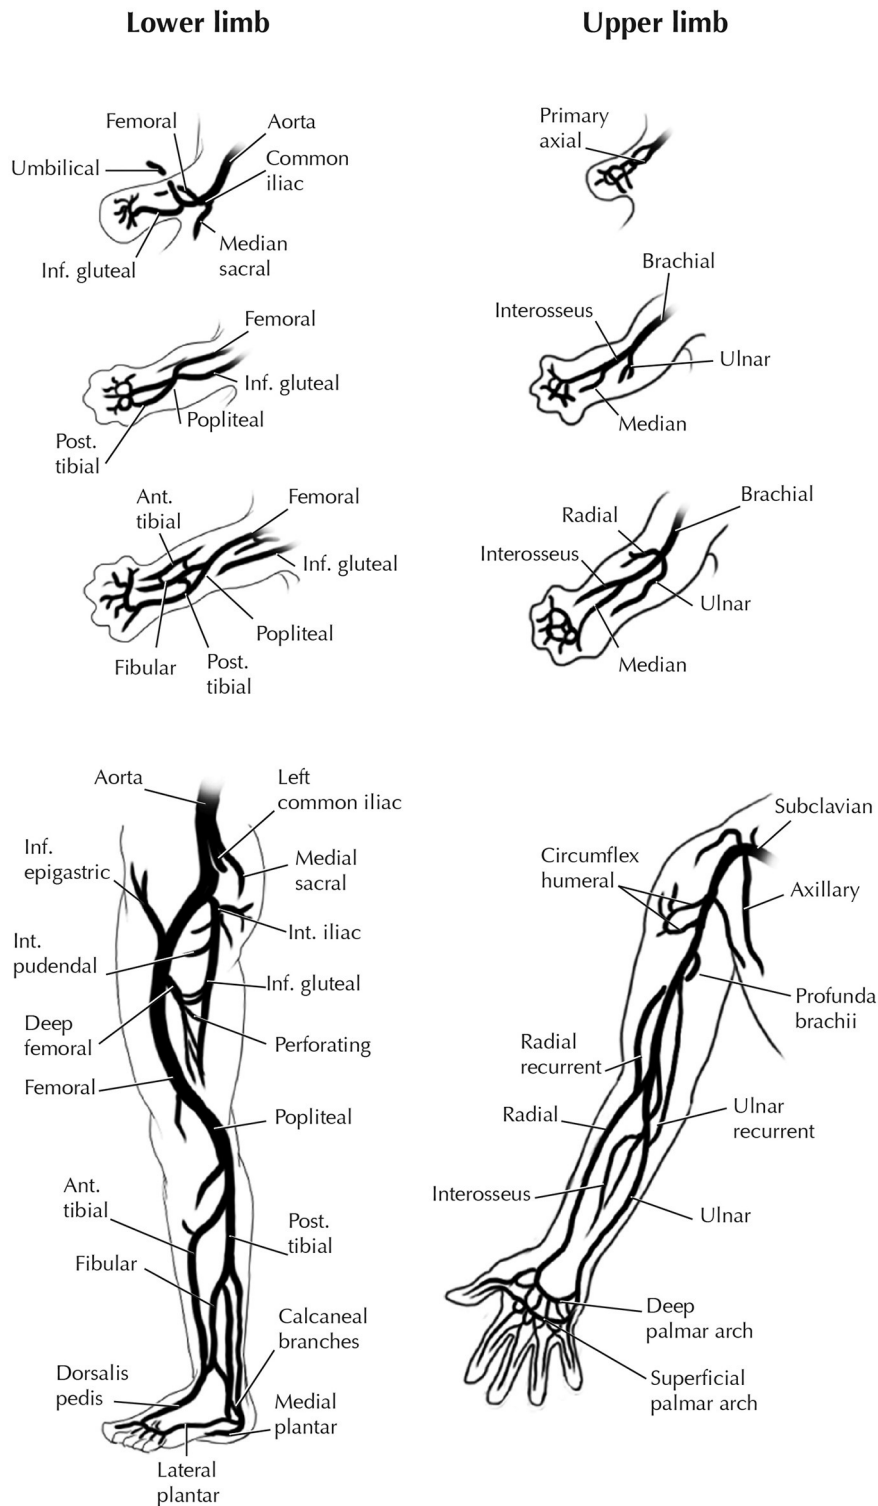 Lower limb
Femoral
Aorta
Umbilical
Common
iliac
Median
sacral
Inf. gluteal
Femoral
Inf. gluteal
Popliteal
Post.
tibial
Ant.
tibial
Femoral
Inf. gluteal
Popliteal
Fibular
Post.
tibial
Aorta
Left
common iliac
Inf.
epigastric
Medial
sacral
Int. iliac
Int.
pudendal
Inf. gluteal
Deep
femoral
Perforating
Femoral
Popliteal
Ant.
tibial
Post.
tibial
Fibular
Calcaneal
branches
Dorsalis
pedis
Medial
plantar
Lateral
plantar
Upper limb
Primary
axial
Brachial
Interosseus
Ulnar
Median
Brachial
Radial
Interosseus
Ulnar
Median
Subclavian
Circumflex
humeral
Axillary
Profunda
brachii
Radial
recurrent
Radial
Ulnar
recurrent
Interosseus
Ulnar
Deep
palmar arch
Superficial
palmar arch